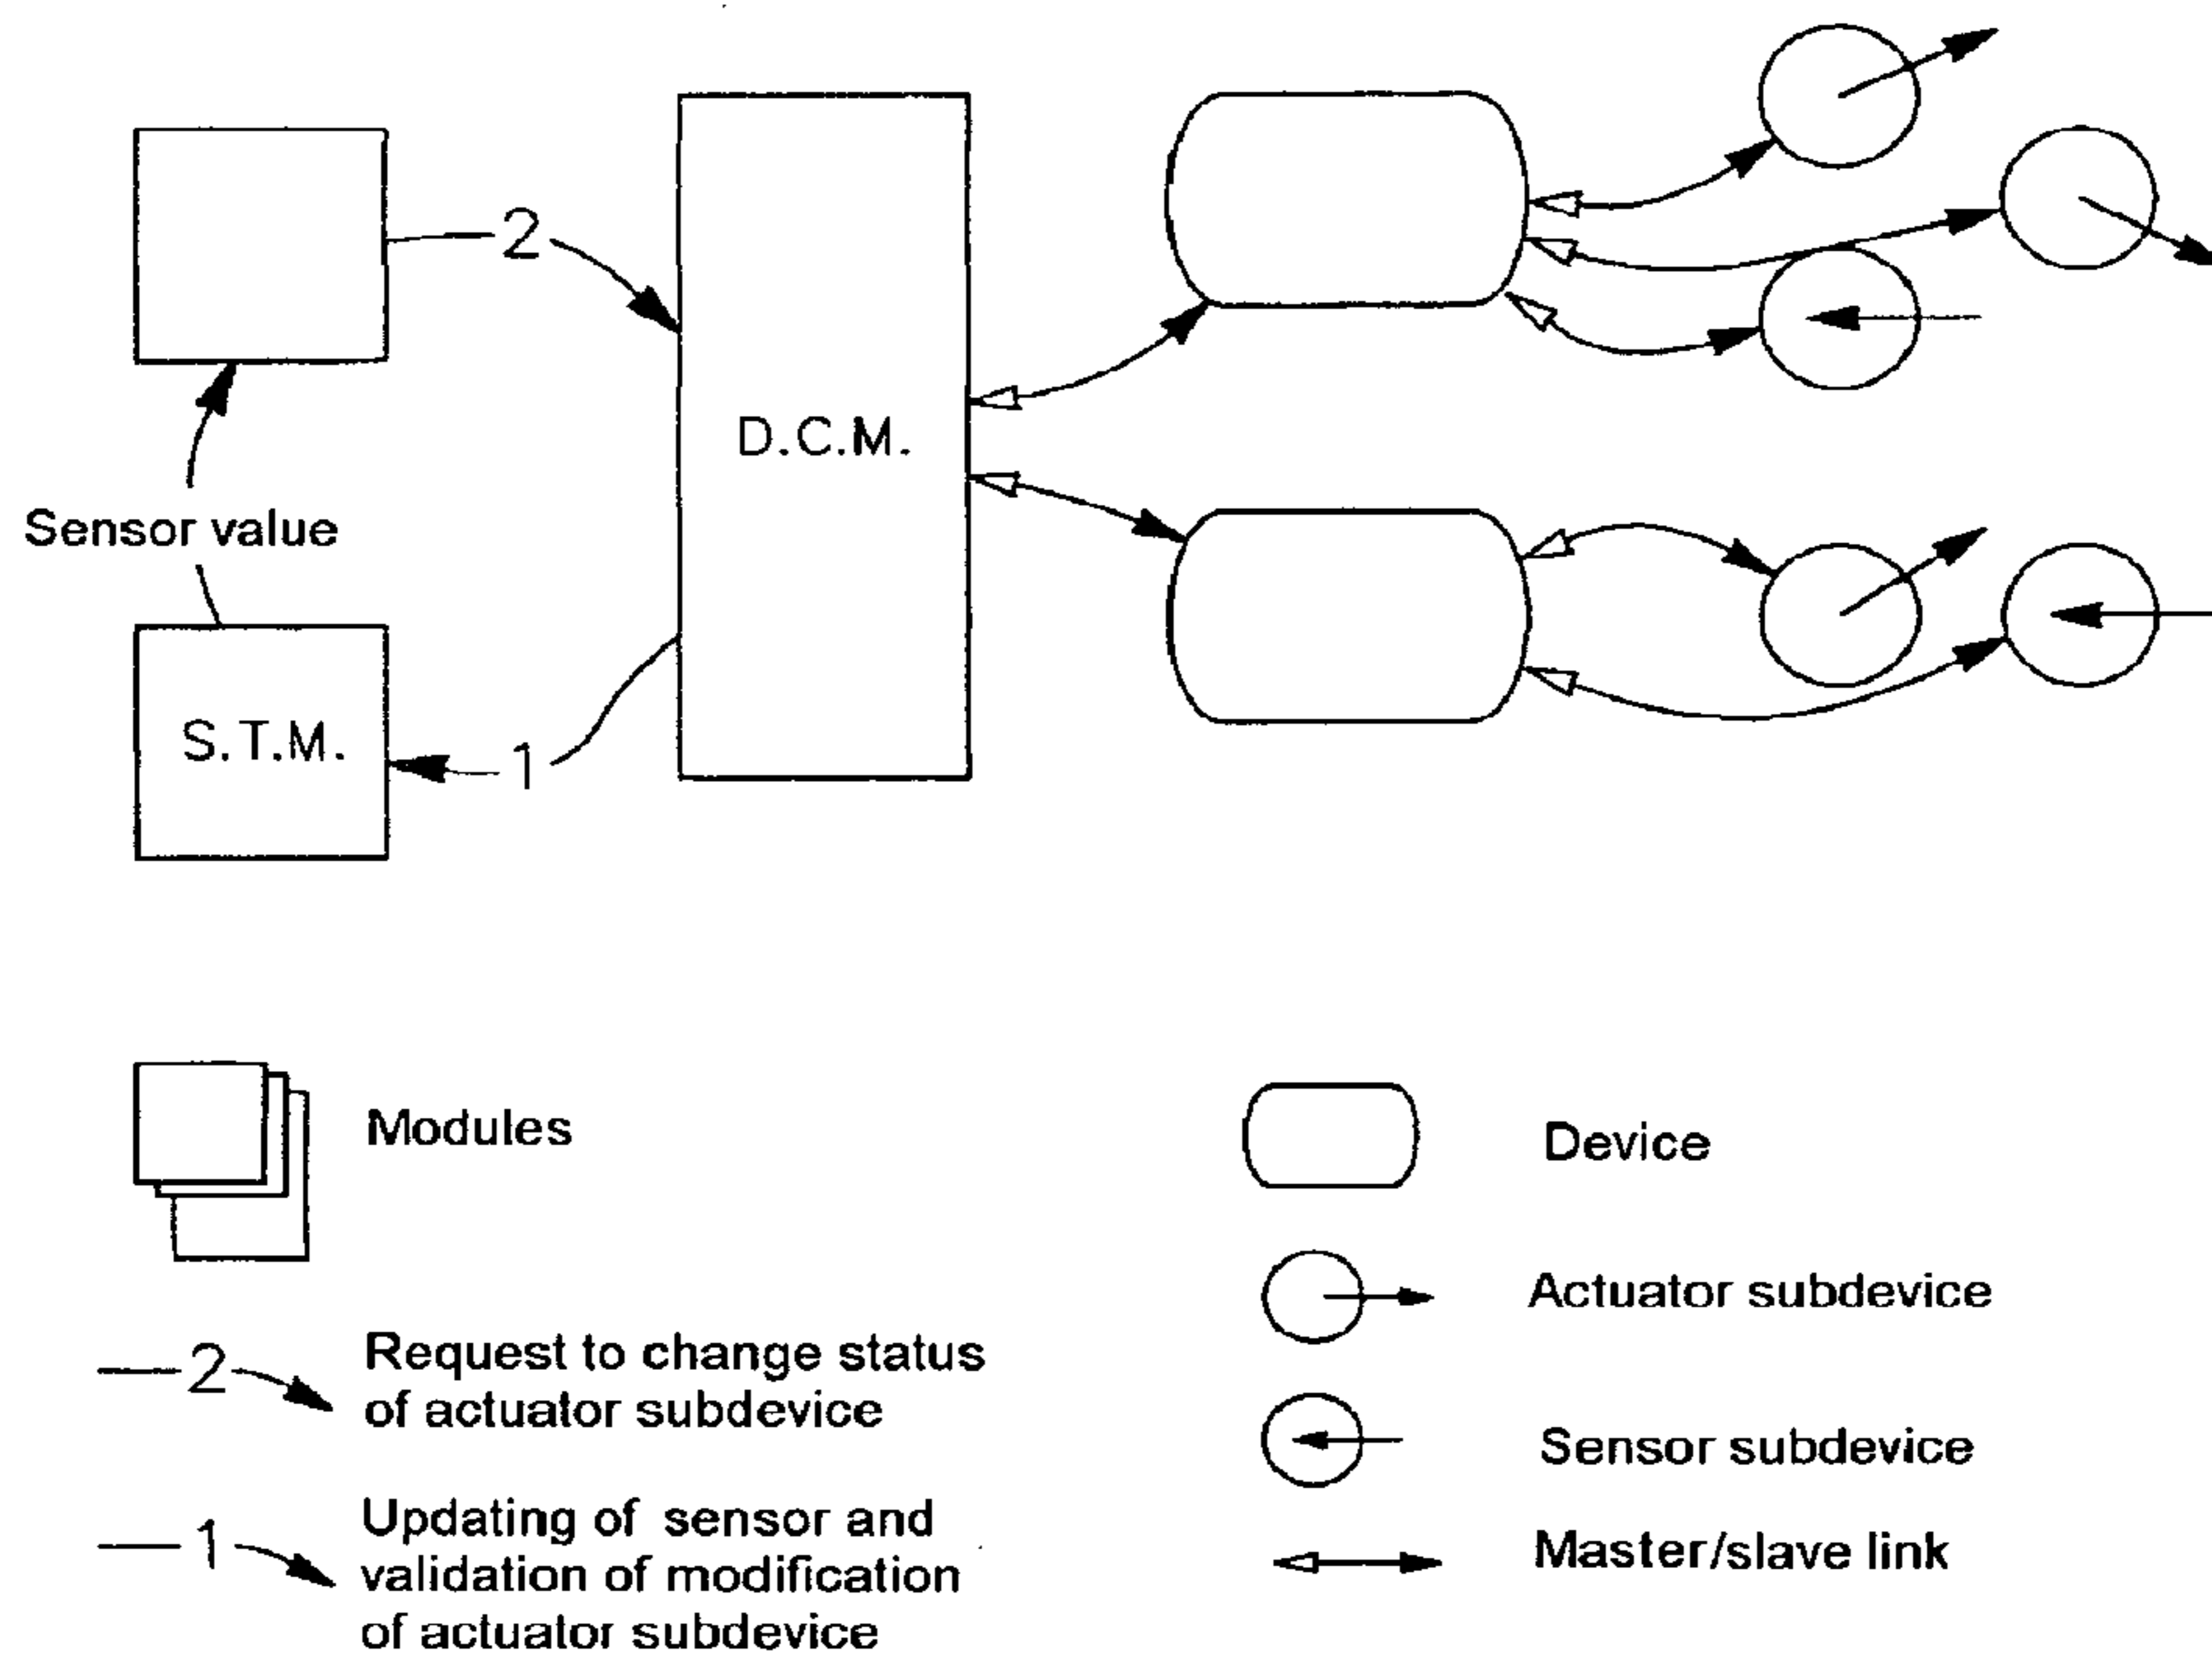 2
D.C.M.
Sensor value
S.T.M.
1
Modules
Device
2
Request to change status
of actuator subdevice
Actuator subdevice
Sensor subdevice
1
Updating of sensor and
validation of modification
of actuator subdevice
Master/slave link